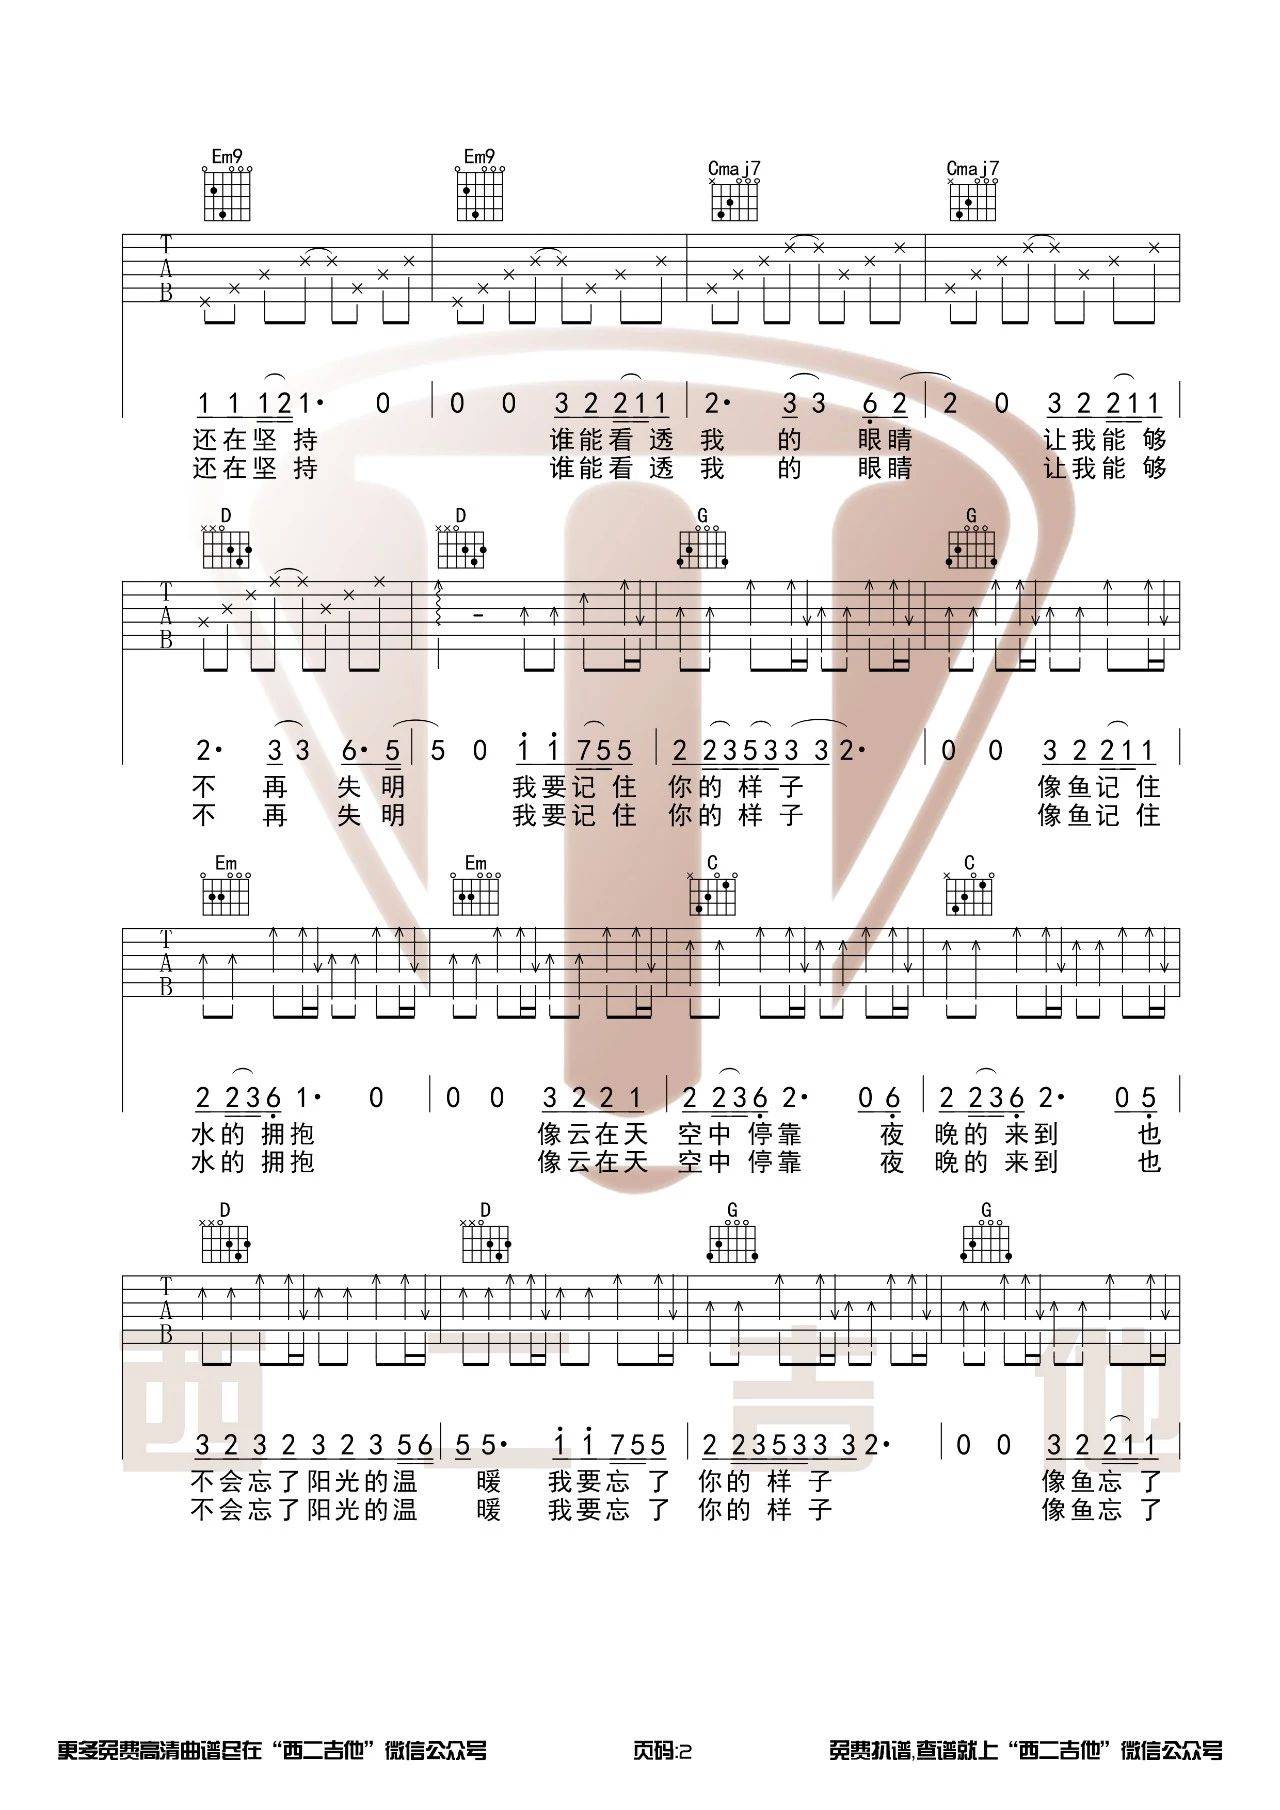 Em9 Em9 Cmaj7 Cmaj7
T
A
B
1 1 1 2 1· 0 0 0 3 2 2 1 1 2· 3 3 6 2 2 0 3 2 2 1 1
还在坚 持 谁能看 透 我 的 眼睛 让我能 够
还在坚 持 谁能看 透 我 的 眼睛 让我能 够
D D G G
T
A
B
2· 3 3 6· 5 5 0 1 1 7 5 5 2 2 3 5 3 3 3 2· 0 0 3 2 2 1 1
不 再 失 明 我要记 住 你的 样 子 像鱼记 住
不 再 失 明 我要记 住 你的 样 子 像鱼记 住
Em Em C C
T
A
B
2 2 3 6 1· 0 0 0 3 2 2 1 2 2 3 6 2· 0 6 2 2 3 6 2· 0 5
水的 拥抱 像云在天 空中 停靠 夜 晚的 来到 也
水的 拥抱 像云在天 空中 停靠 夜 晚的 来到 也
D D G G
T
A
B
3 2 3 2 3 2 3 5 6 5 5· 1 1 7 5 5 2 2 3 5 3 3 3 2· 0 0 3 2 2 1 1
不会忘了阳光的温 暖 我要忘 了 你的 样 子 像鱼忘 了
不会忘了阳光的温 暖 我要忘 了 你的 样 子 像鱼忘 了
西二吉他
更多免费高清曲谱尽在“西二吉他”微信公众号 页码:2 免费扒谱,查谱就上“西二吉他”微信公众号